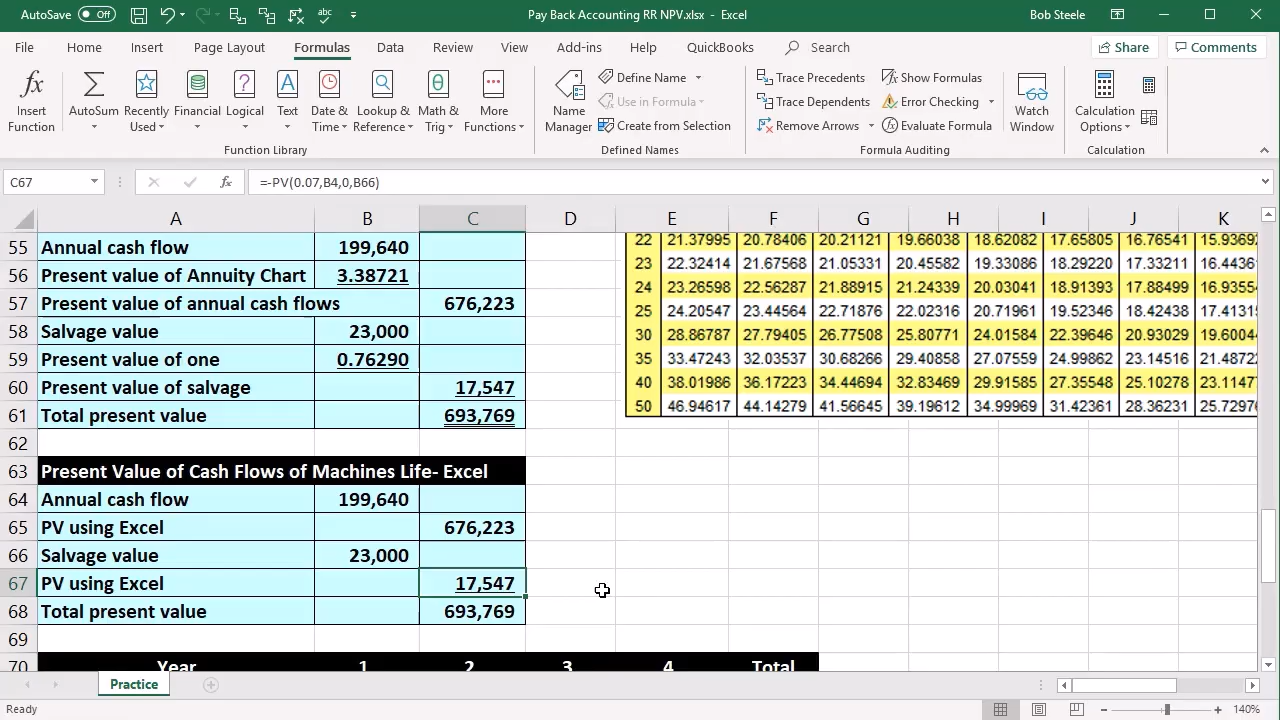 AutoSave Off Pay Back Accounting RR NPV.xlsx - Excel Bob Steele
File Home Insert Page Layout Formulas Data Review View Add-ins Help QuickBooks Search Share Comments
Insert Function AutoSum Recently Used Financial Logical Text Date & Time Lookup & Reference Math & Trig More Functions
Name Manager Define Name Use in Formula Create from Selection
Trace Precedents Trace Dependents Remove Arrows Show Formulas Error Checking Evaluate Formula Watch Window Calculation Options
Function Library Defined Names Formula Auditing Calculation
C67 fx =-PV(0.07,B4,0,B66)
A B C D E F G H I J K
55 Annual cash flow 199,640 22 21.37995 20.78406 20.21121 19.66038 18.62082 17.65805 16.76541
56 Present value of Annuity Chart 3.38721 23 22.32414 21.67568 21.05331 20.45582 19.33086 18.29220 17.33211 16.4436
24 23.26598 22.56287 21.88915 21.24339 20.03041 18.91393 17.88499 16.9355
57 Present value of annual cash flows 676,223 25 24.20547 23.44564 22.71876 22.02316 20.71961 19.52346 18.42438 17.4131
58 Salvage value 23,000 30 28.86787 27.79405 26.77508 25.80771 24.01584 22.39646 20.93029 19.6004
59 Present value of one 0.76290 35 33.47243 32.03537 30.68266 29.40858 27.07559 24.99862 23.14516 21.4872
60 Present value of salvage 17,547 40 38.01986 36.17223 34.44694 32.83469 29.91585 27.35548 25.10278 23.1147
61 Total present value 693,769 50 46.94617 44.14279 41.56645 39.19612 34.99969 31.42361 28.36231 25.7297
62
63 Present Value of Cash Flows of Machines Life- Excel
64 Annual cash flow 199,640
65 PV using Excel 676,223
66 Salvage value 23,000
67 PV using Excel 17,547
68 Total present value 693,769
69
70 Year 1 2 3 4 Total
Practice
Ready 140%